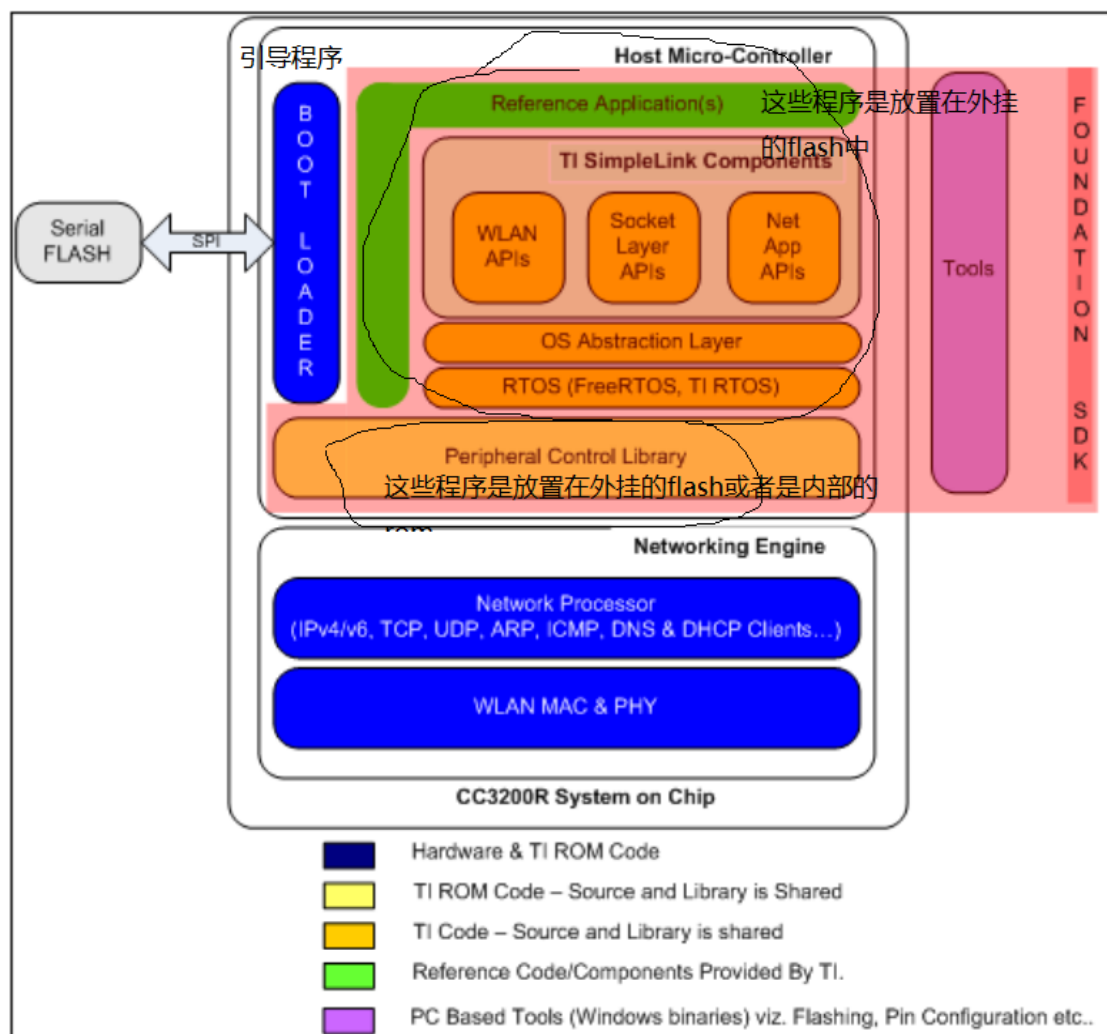 引导程序
Host Micro-Controller
BOOT LOADER
Reference Application(s)
这些程序是放置在外挂
的flash中
TI SimpleLink Components
WLAN
APIs
Socket
Layer
APIs
Net
App
APIs
Serial
FLASH
SPI
Tools
FOUNDATION SDK
OS Abstraction Layer
RTOS (FreeRTOS, TI RTOS)
Peripheral Control Library
这些程序是放置在外挂的flash或者是内部的
Networking Engine
Network Processor
(IPv4/v6, TCP, UDP, ARP, ICMP, DNS & DHCP Clients...)
WLAN MAC & PHY
CC3200R System on Chip
Hardware & TI ROM Code
TI ROM Code – Source and Library is Shared
TI Code – Source and Library is shared
Reference Code/Components Provided By TI.
PC Based Tools (Windows binaries) viz. Flashing, Pin Configuration etc..